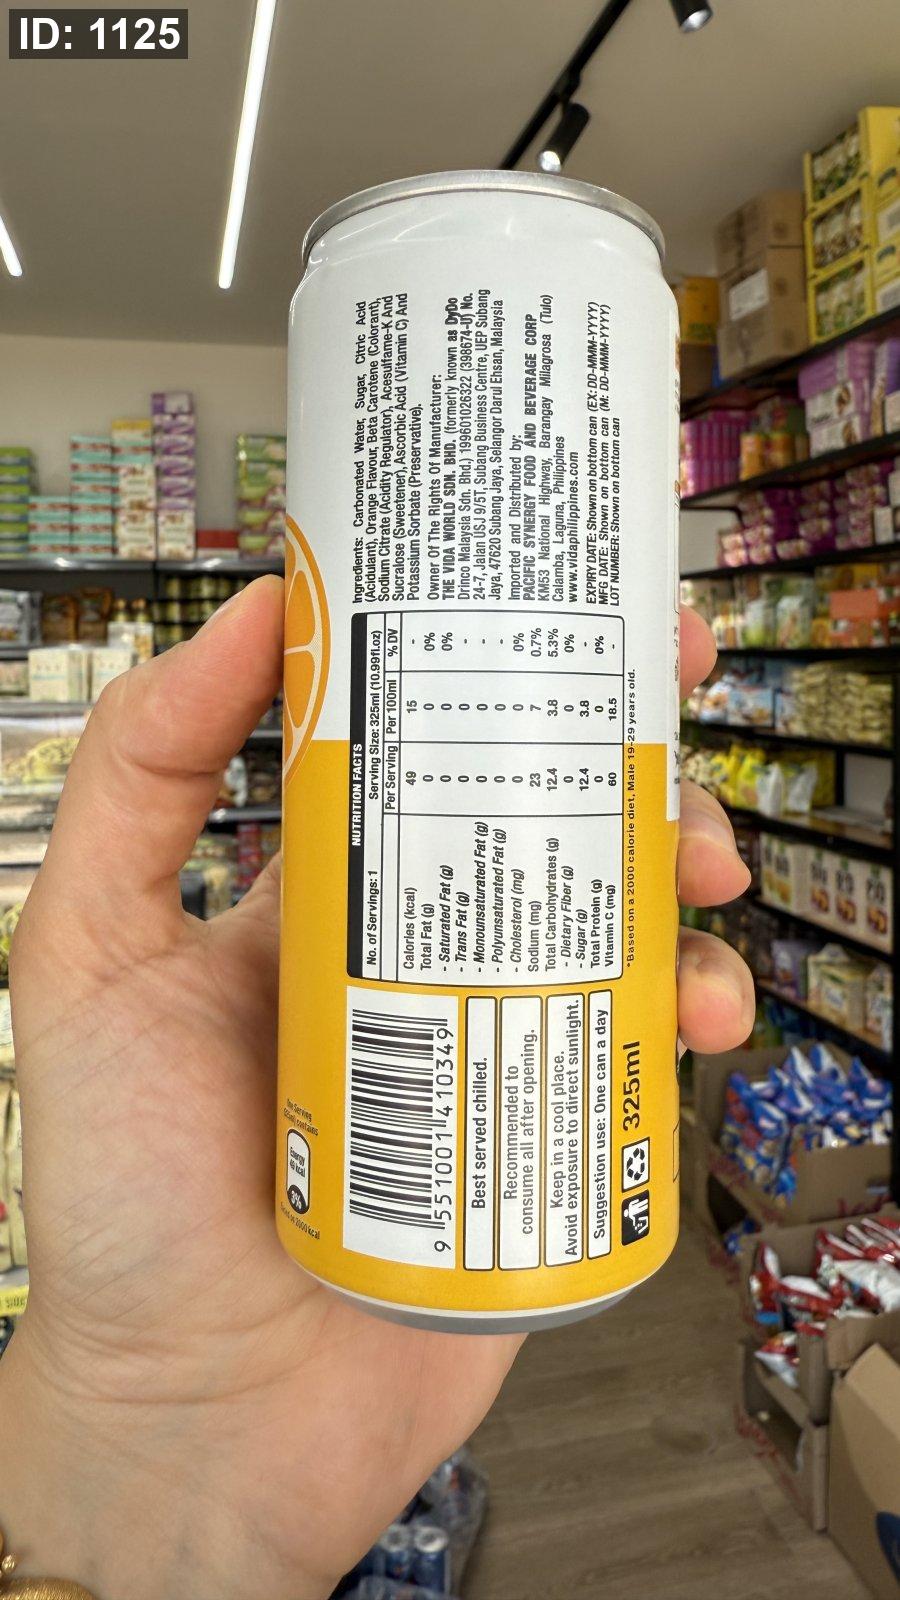 ID: 1125
Ingredients: Carbonated Water, Sugar, Citric Acid
(Acidulant), Orange Flavour, Beta Carotene (Colorant),
Sodium Citrate (Acidity Regulator), Acesulfame-K And
Sucralose (Sweetener), Ascorbic Acid (Vitamin C) And
Potassium Sorbate (Preservative).
Owner Of The Rights Of Manufacturer:
THE VIDA WORLD SDN. BHD. (formerly known as DyDo
Drinco Malaysia Sdn. Bhd.) 199601026322 (398674-U) No.
24-7, Jalan USJ 9/5T, Subang Business Centre, UEP Subang
Jaya, 47620 Subang Jaya, Selangor Darul Ehsan, Malaysia
Imported and Distributed by:
PACIFIC SYNERGY FOOD AND BEVERAGE CORP
KM53 National Highway, Barangay Milagrosa (Tulo)
Calamba, Laguna, Philippines
www.vidaphilippines.com
EXPIRY DATE: Shown on bottom can (EX: DD-MMM-YYYY)
MFG DATE: Shown on bottom can (M: DD-MMM-YYYY)
LOT NUMBER: Shown on bottom can
NUTRITION FACTS
No. of Servings: 1 Serving Size: 325ml (10.99fl.oz)
Per Serving Per 100ml % DV
Calories (kcal) 49 15 -
Total Fat (g) 0 0 0%
- Saturated Fat (g) 0 0 0%
- Trans Fat (g) 0 0 -
- Monounsaturated Fat (g) 0 0 -
- Polyunsaturated Fat (g) 0 0 -
- Cholesterol (mg) 0 0 0%
Sodium (mg) 23 7 0.7%
Total Carbohydrates (g) 12.4 3.8 5.3%
- Dietary Fiber (g) 0 0 0%
- Sugar (g) 12.4 3.8 -
Total Protein (g) 0 0 0%
Vitamin C (mg) 60 18.5 -
*Based on a 2000 calorie diet, Male 19-29 years old.
9 551001 410349
Best served chilled.
Recommended to
consume all after opening.
Keep in a cool place.
Avoid exposure to direct sunlight.
Suggestion use: One can a day
325ml
One Serving
(325ml) contains
Energy
49 kcal
3%